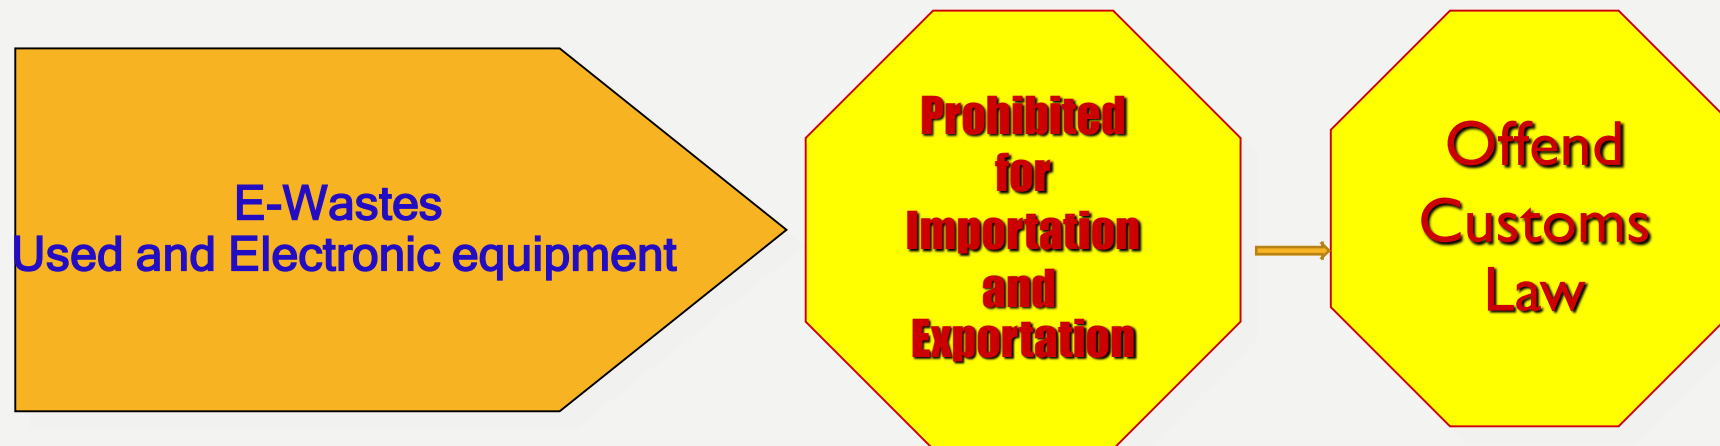 E-Wastes
Used and Electronic equipment
Prohibited
for
Importation
and
Exportation
Offend
Customs
Law